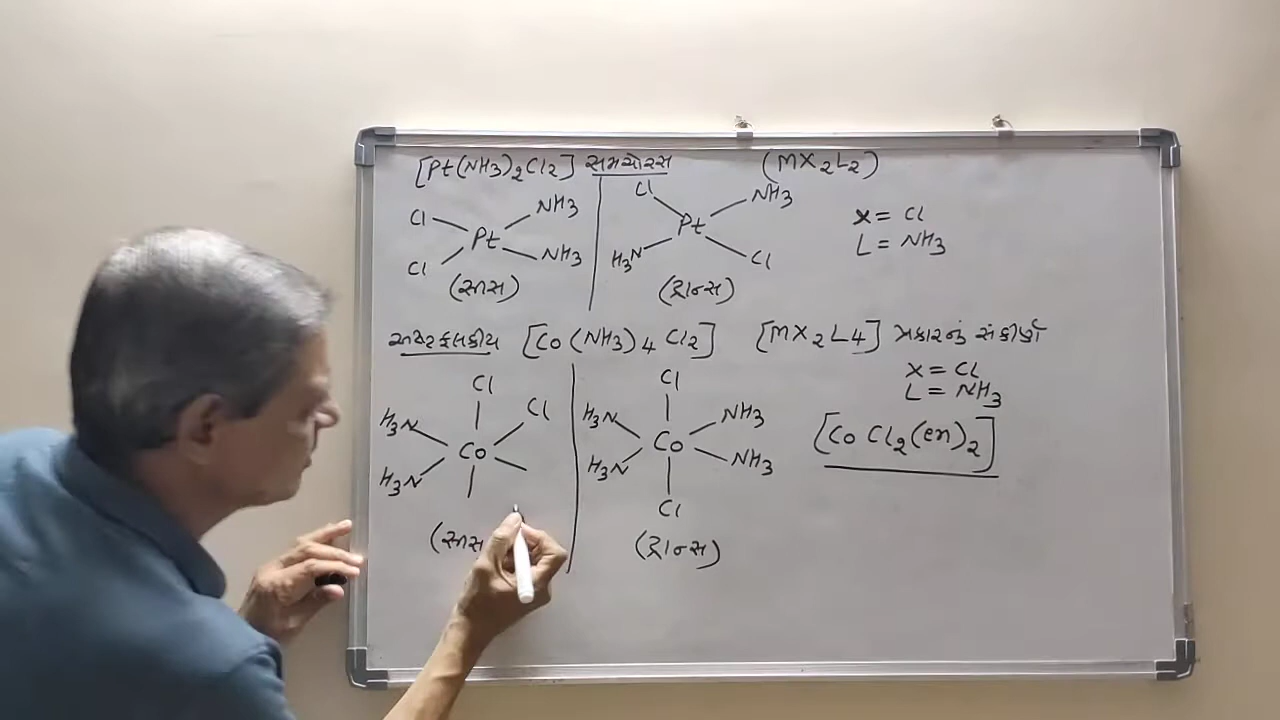 [Pt(NH3)2Cl2] સમચોરસ (MX2L2)
Cl NH3 Cl NH3
Pt Pt
Cl NH3 H3N Cl
(સીસ) (ટ્રાન્સ)
X = Cl
L = NH3
અષ્ટફલકીય [Co(NH3)4Cl2] [MX2L4] પ્રકારનું સંકીર્ણ
X = Cl
L = NH3
Cl Cl
H3N Cl H3N NH3
Co Co
H3N H3N NH3
Cl
(સીસ (ટ્રાન્સ)
[CoCl2(en)2]